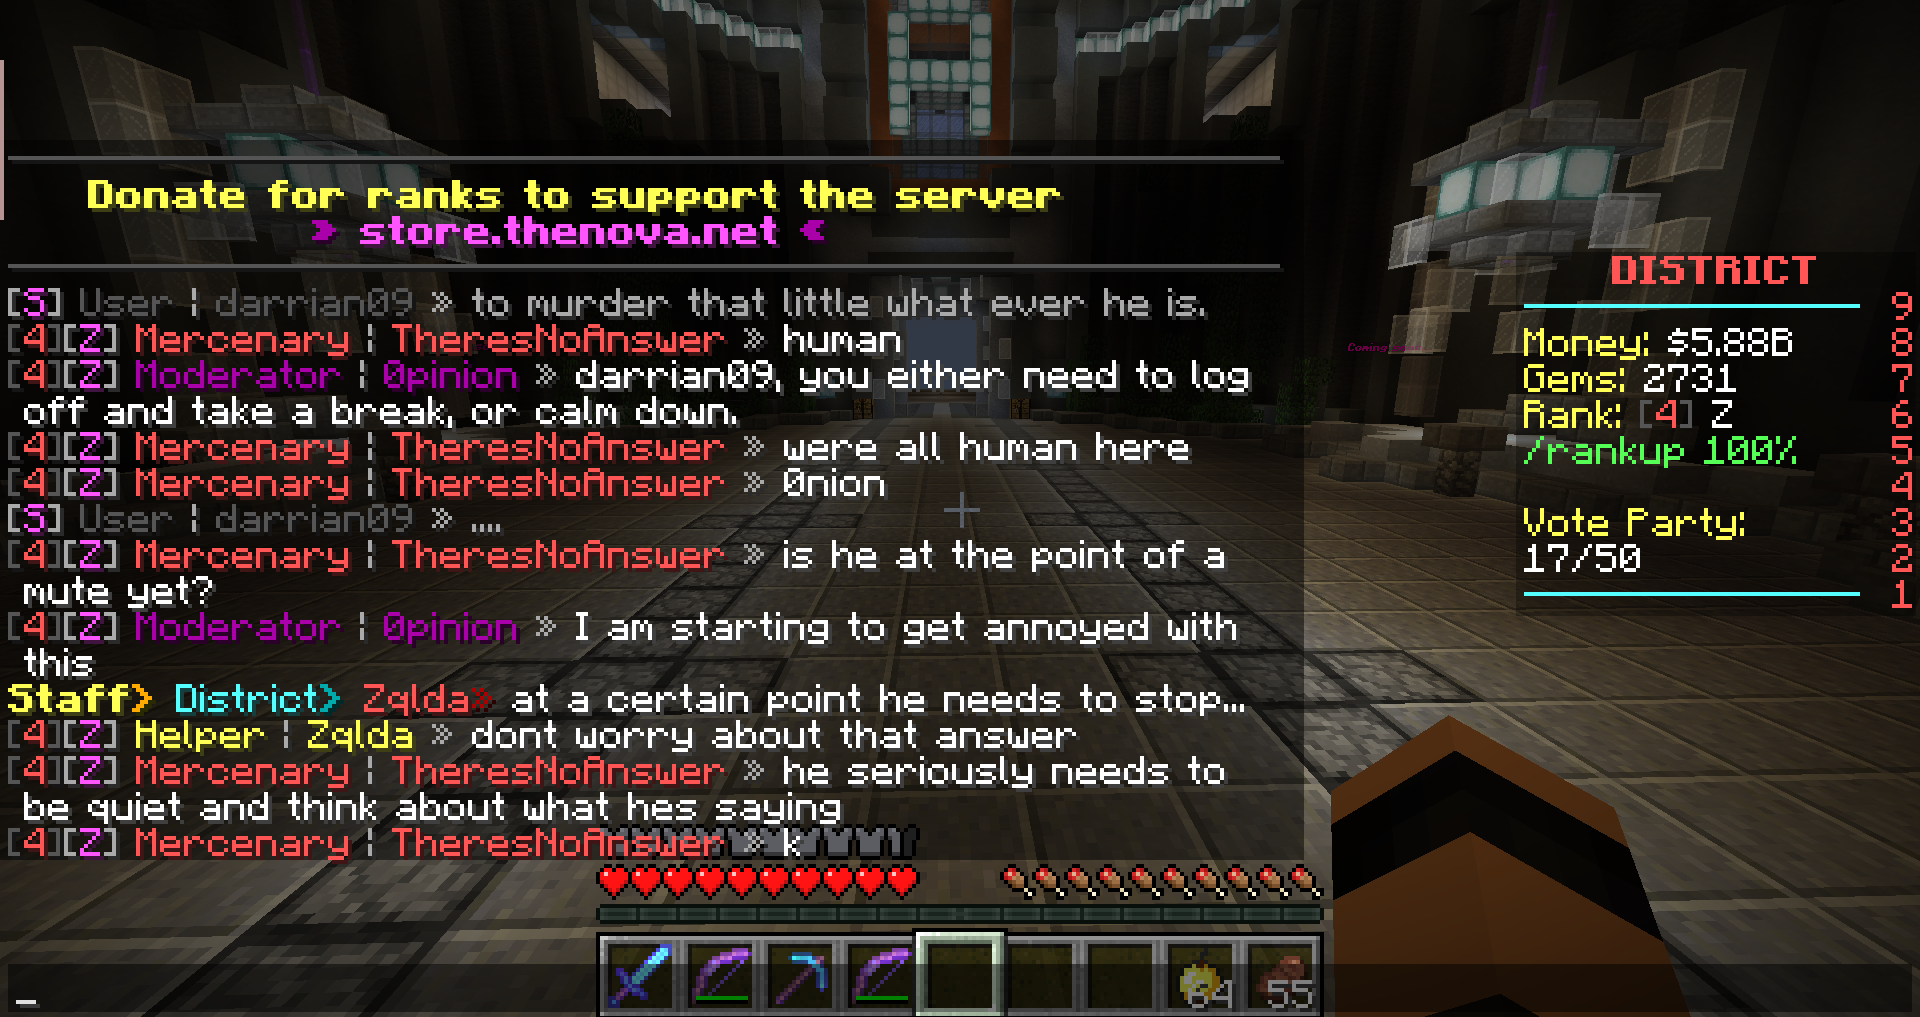 Donate for ranks to support the server
» store.thenova.net «
[S] User | darrian09 » to murder that little what ever he is.
[4][Z] Mercenary | TheresNoAnswer » human
[4][Z] Moderator | 0pinion » darrian09, you either need to log
off and take a break, or calm down.
[4][Z] Mercenary | TheresNoAnswer » were all human here
[4][Z] Mercenary | TheresNoAnswer » 0nion
[S] User | darrian09 » ....
[4][Z] Mercenary | TheresNoAnswer » is he at the point of a
mute yet?
[4][Z] Moderator | 0pinion » I am starting to get annoyed with
this
Staff> District> Zqlda» at a certain point he needs to stop...
[4][Z] Helper | Zqlda » dont worry about that answer
[4][Z] Mercenary | TheresNoAnswer » he seriously needs to
be quiet and think about what hes saying
[4][Z] Mercenary | TheresNoAnswer » k
DISTRICT
9
Money: $5.88B 8
Gems: 2731 7
Rank: [4] Z 6
/rankup 100% 5
4
Vote Party: 3
17/50 2
1
Coming
64
55